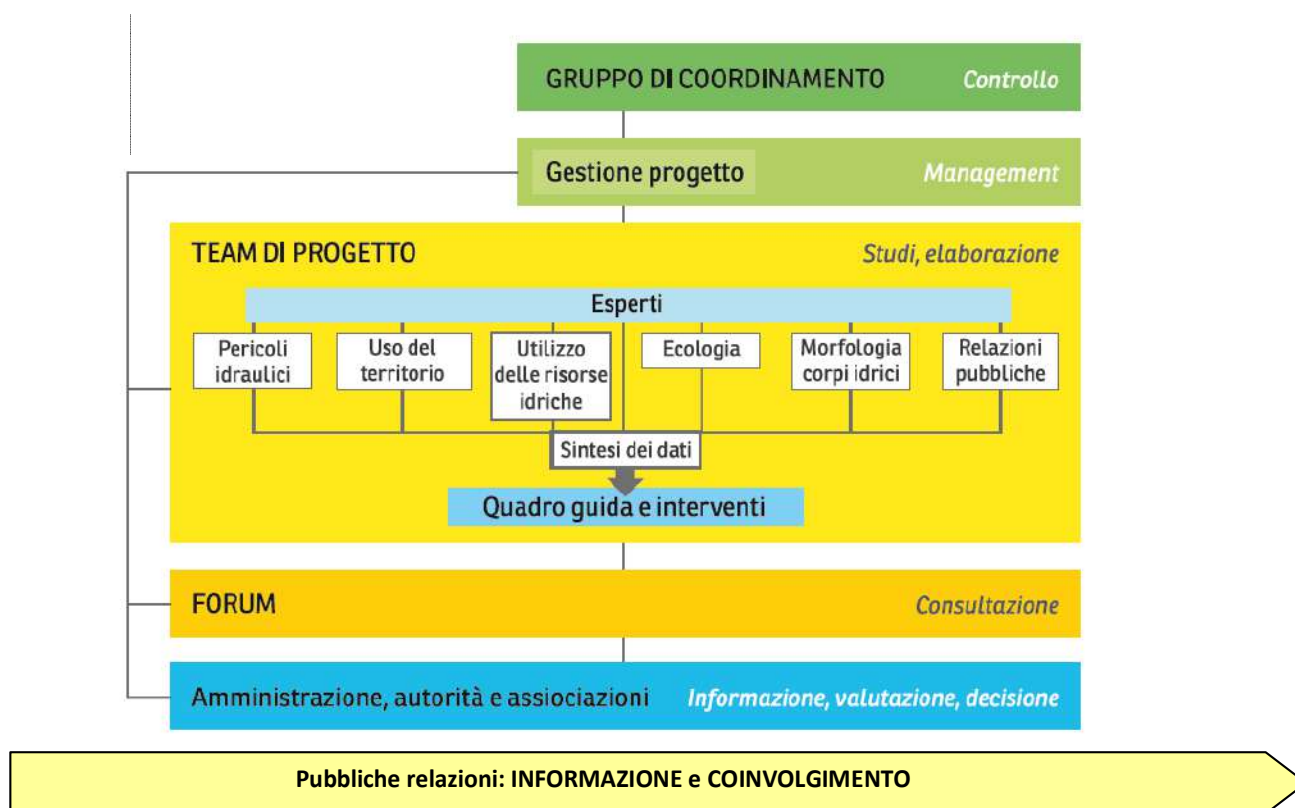 GRUPPO DI COORDINAMENTO Controllo
Gestione progetto Management
TEAM DI PROGETTO Studi, elaborazione
Esperti
Pericoli
idraulici
Uso del
territorio
Utilizzo
delle risorse
idriche
Ecologia
Morfologia
corpi idrici
Relazioni
pubbliche
Sintesi dei dati
Quadro guida e interventi
FORUM Consultazione
Amministrazione, autorità e assiociazioni Informazione, valutazione, decisione
Pubbliche relazioni: INFORMAZIONE e COINVOLGIMENTO